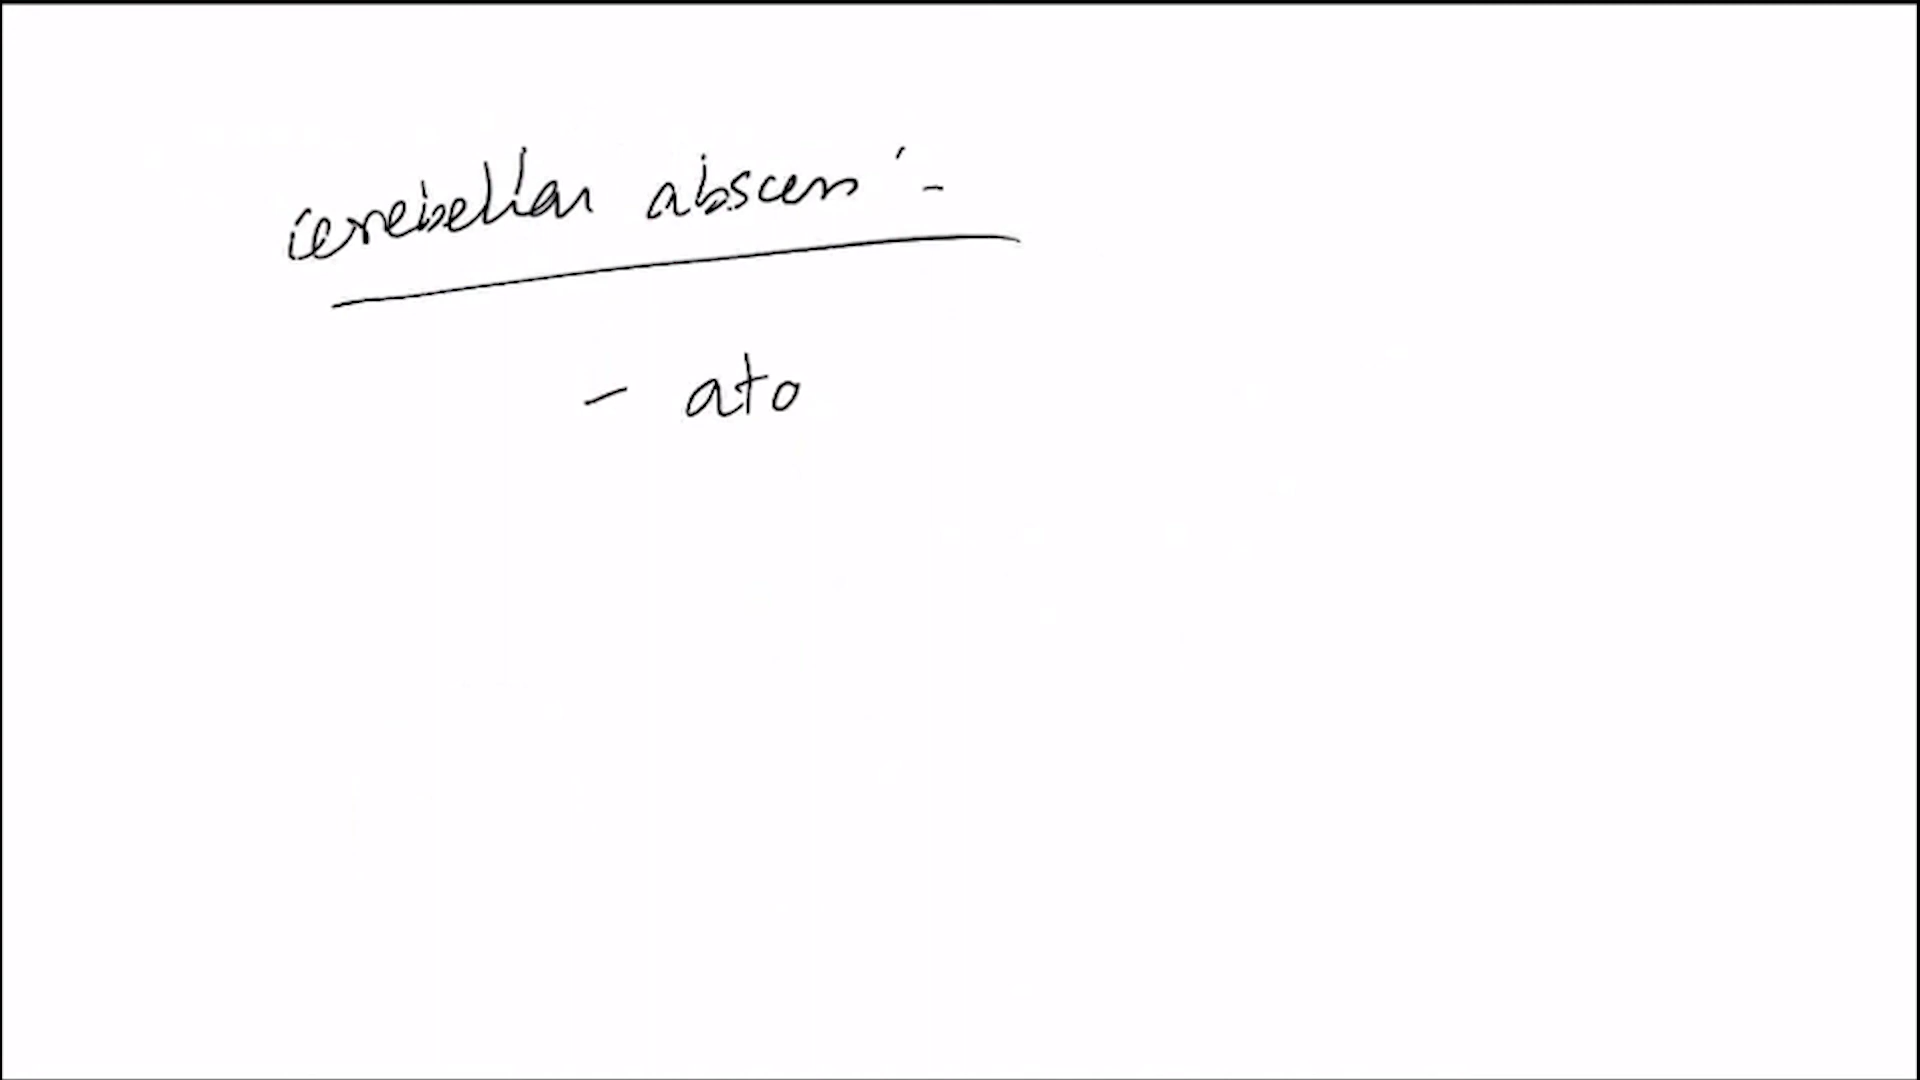 cerebellar abscess :-
- ato